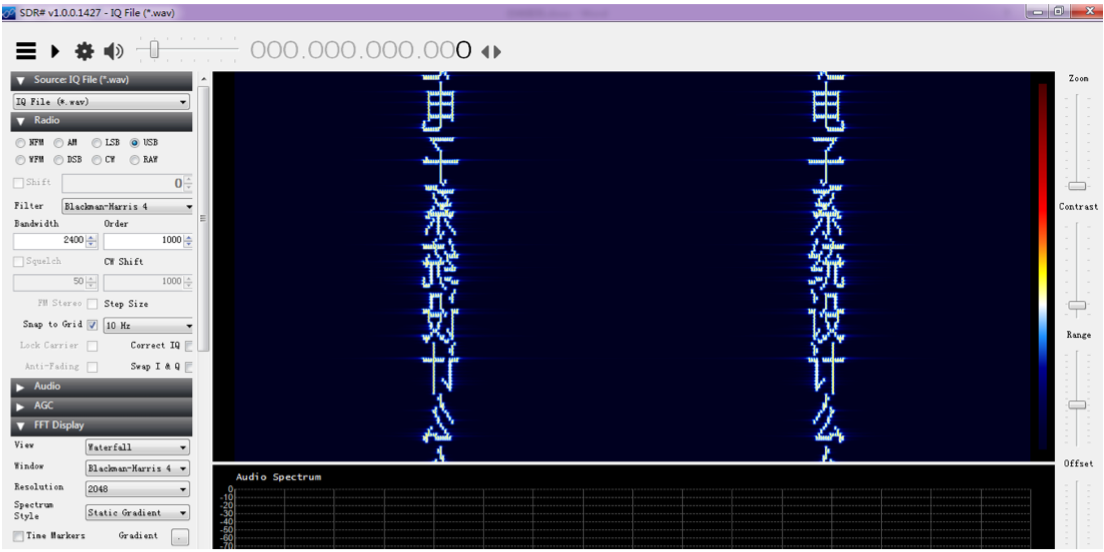 SDR# v1.0.0.1427 - IQ File (*.wav)
000.000.000.000
Source: IQ File (*.wav)
IQ File (*.wav)
Radio
NFM AM LSB USB
WFM DSB CW RAW
Shift 0
Filter Blackman-Harris 4
Bandwidth Order
2400 1000
Squelch CW Shift
50 1000
FM Stereo Step Size
Snap to Grid 10 Hz
Lock Carrier Correct IQ
Anti-Fading Swap I & Q
Audio
AGC
FFT Display
View Waterfall
Window Blackman-Harris 4
Resolution 2048
Spectrum Style Static Gradient
Time Markers Gradient
电子系统设计公
电子系统设计公
Audio Spectrum
0
-10
-20
-30
-40
-50
-60
-70
Zoom
Contrast
Range
Offset